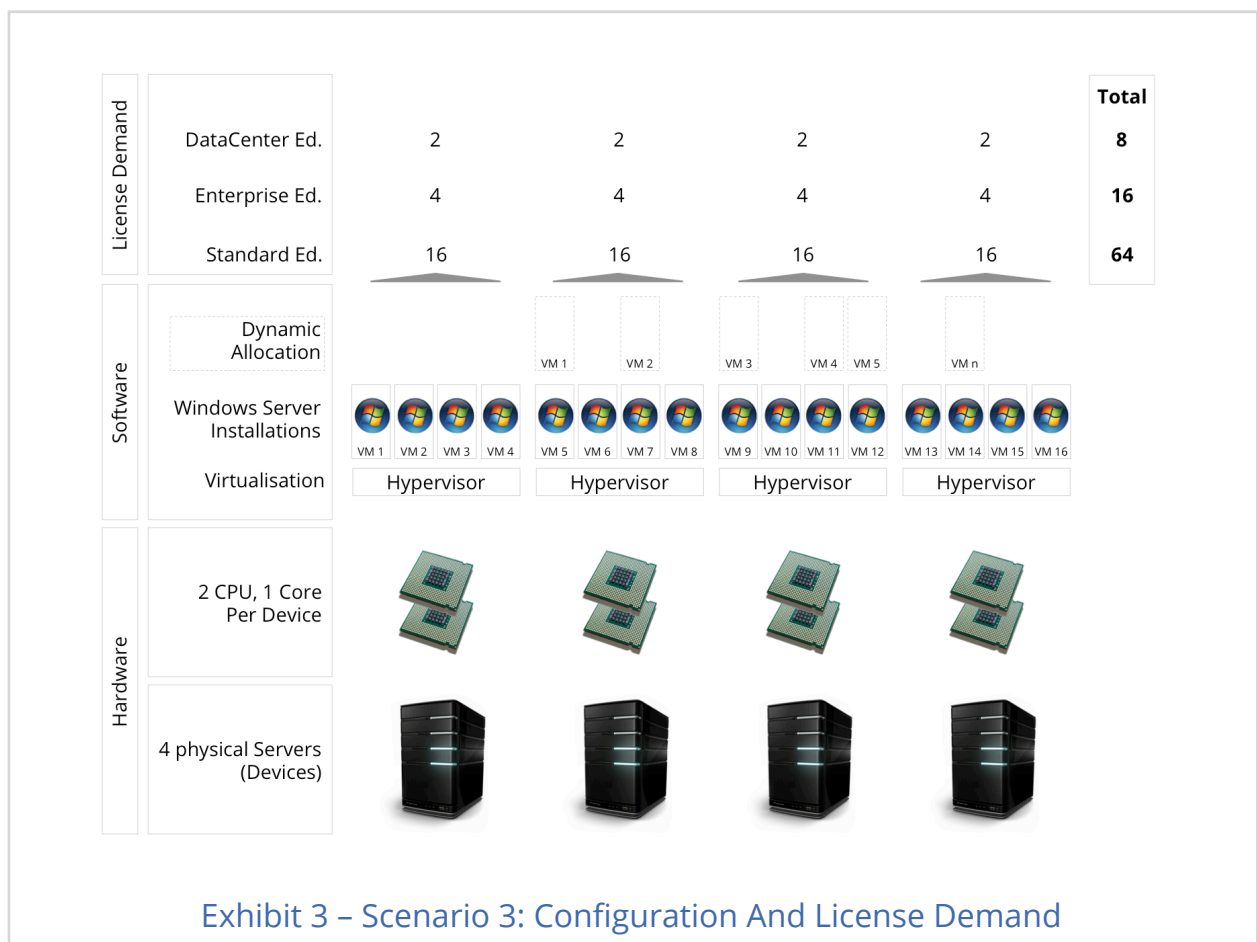 Total
License Demand
DataCenter Ed.
2
2
2
2
8
Enterprise Ed.
4
4
4
4
16
Standard Ed.
16
16
16
16
64
Software
Dynamic
Allocation
VM 1
VM 2
VM 3
VM 4
VM 5
VM n
Windows Server
Installations
VM 1
VM 2
VM 3
VM 4
VM 5
VM 6
VM 7
VM 8
VM 9
VM 10
VM 11
VM 12
VM 13
VM 14
VM 15
VM 16
Virtualisation
Hypervisor
Hypervisor
Hypervisor
Hypervisor
Hardware
2 CPU, 1 Core
Per Device
4 physical Servers
(Devices)
Exhibit 3 – Scenario 3: Configuration And License Demand